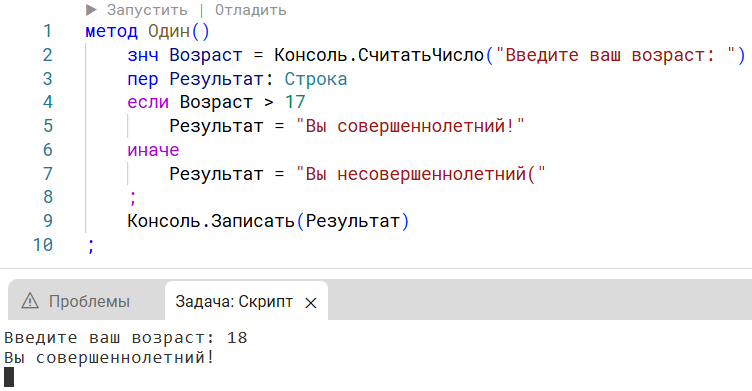 ▶ Запустить | Отладить
1 метод Один()
2 знч Возраст = Консоль.СчитатьЧисло("Введите ваш возраст: ")
3 пер Результат: Строка
4 если Возраст > 17
5 Результат = "Вы совершеннолетний!"
6 иначе
7 Результат = "Вы несовершеннолетний("
8 ;
9 Консоль.Записать(Результат)
10 ;
Проблемы Задача: Скрипт ×
Введите ваш возраст: 18
Вы совершеннолетний!